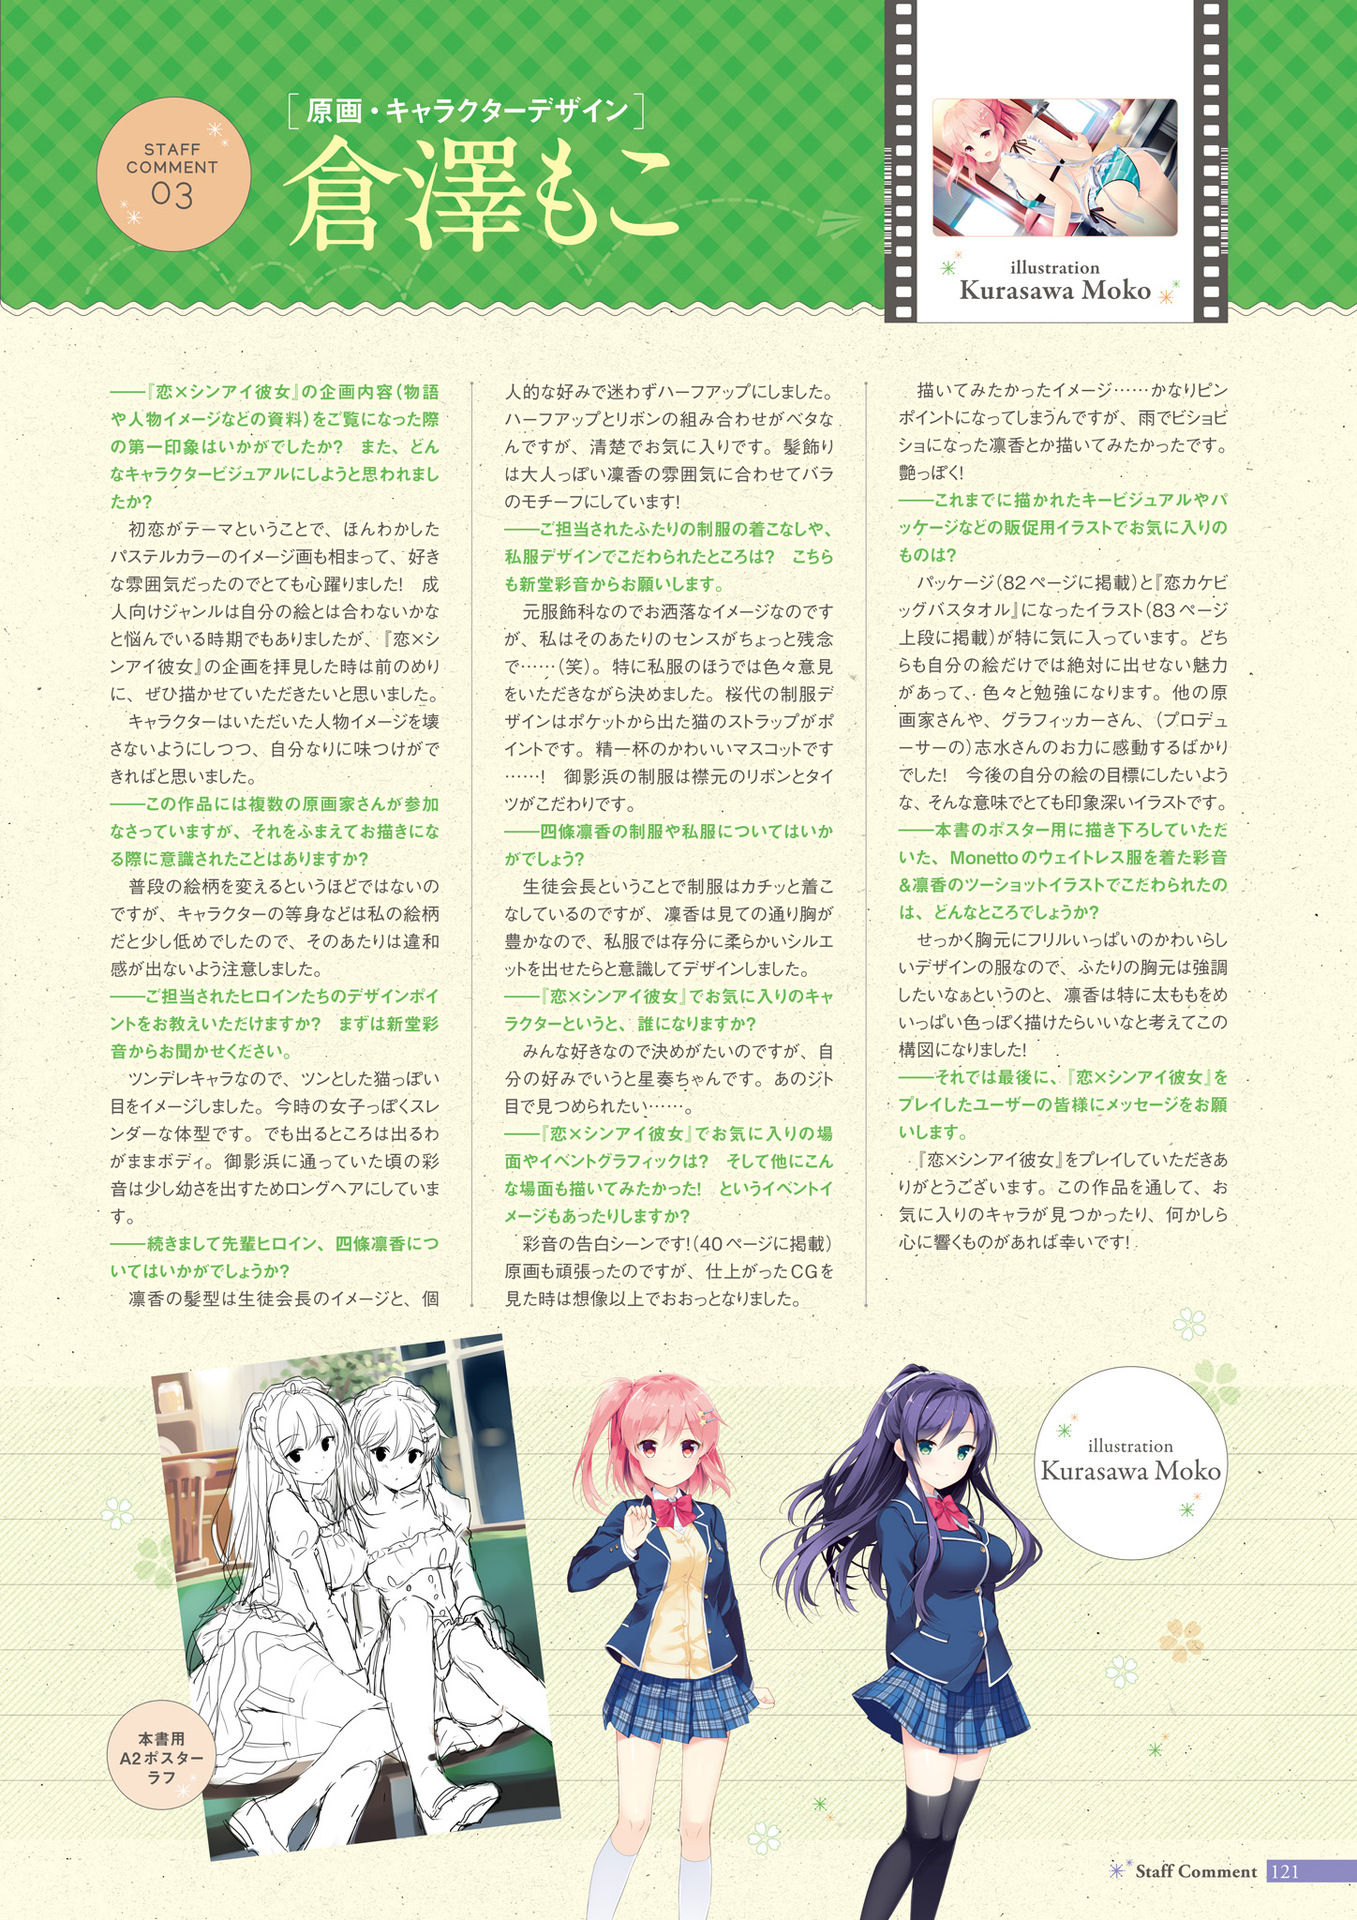 STAFF
COMMENT
03
［原画・キャラクターデザイン］
倉澤もこ
illustration
Kurasawa Moko
――『恋×シンアイ彼女』の企画内容（物語
や人物イメージなどの資料）をご覧になった際
の第一印象はいかがでしたか？　また、どん
なキャラクタービジュアルにしようと思われまし
たか？
　初恋がテーマということで、ほんわかした
パステルカラーのイメージ画も相まって、好き
な雰囲気だったのでとても心躍りました！　成
人向けジャンルは自分の絵とは合わないかな
と悩んでいる時期でもありましたが、『恋×シ
ンアイ彼女』の企画を拝見した時は前のめり
に、ぜひ描かせていただきたいと思いました。
　キャラクターはいただいた人物イメージを壊
さないようにしつつ、自分なりに味つけがで
きればと思いました。
――この作品には複数の原画家さんが参加
なさっていますが、それをふまえてお描きにな
る際に意識されたことはありますか？
　普段の絵柄を変えるというほどではないの
ですが、キャラクターの等身などは私の絵柄
だと少し低めでしたので、そのあたりは違和
感が出ないよう注意しました。
――ご担当されたヒロインたちのデザインポイ
ントをお教えいただけますか？　まずは新堂彩
音からお聞かせください。
　ツンデレキャラなので、ツンとした猫っぽい
目をイメージしました。今時の女子っぽくスレ
ンダーな体型です。でも出るところは出るわ
がままボディ。御影浜に通っていた頃の彩
音は少し幼さを出すためロングヘアにしていま
す。
――続きまして先輩ヒロイン、四條凛香につ
いてはいかがでしょうか？
　凛香の髪型は生徒会長のイメージと、個
人的な好みで迷わずハーフアップにしました。
ハーフアップとリボンの組み合わせがベタな
んですが、清楚でお気に入りです。髪飾り
は大人っぽい凛香の雰囲気に合わせてバラ
のモチーフにしています！
――ご担当されたふたりの制服の着こなしや、
私服デザインでこだわられたところは？　こちら
も新堂彩音からお願いします。
　元服飾科なのでお洒落なイメージなのです
が、私はそのあたりのセンスがちょっと残念
で……（笑）。特に私服のほうでは色々意見
をいただきながら決めました。桜代の制服デ
ザインはポケットから出た猫のストラップがポ
イントです。精一杯のかわいいマスコットです
……！　御影浜の制服は襟元のリボンとタイ
ツがこだわりです。
――四條凛香の制服や私服についてはいか
がでしょう？
　生徒会長ということで制服はカチッと着こ
なしているのですが、凛香は見ての通り胸が
豊かなので、私服では存分に柔らかいシルエ
ットを出せたらと意識してデザインしました。
――『恋×シンアイ彼女』でお気に入りのキャ
ラクターというと、誰になりますか？
　みんな好きなので決めがたいのですが、自
分の好みでいうと星奏ちゃんです。あのジト
目で見つめられたい……。
――『恋×シンアイ彼女』でお気に入りの場
面やイベントグラフィックは？　そして他にこん
な場面も描いてみたかった！　というイベントイ
メージもあったりしますか？
　彩音の告白シーンです！（40ページに掲載）
原画も頑張ったのですが、仕上がったCGを
見た時は想像以上でおおっとなりました。
　描いてみたかったイメージ……かなりピン
ポイントになってしまうんですが、雨でビショビ
ショになった凛香とか描いてみたかったです。
艶っぽく！
――これまでに描かれたキービジュアルやパ
ッケージなどの販促用イラストでお気に入りの
ものは？
　パッケージ（82ページに掲載）と『恋カケビ
ッグバスタオル』になったイラスト（83ページ
上段に掲載）が特に気に入っています。どち
らも自分の絵だけでは絶対に出せない魅力
があって、色々と勉強になります。他の原
画家さんや、グラフィッカーさん、（プロデュ
ーサーの）志水さんのお力に感動するばかり
でした！　今後の自分の絵の目標にしたいよう
な、そんな意味でとても印象深いイラストです。
――本書のポスター用に描き下ろしていただ
いた、Monettoのウェイトレス服を着た彩音
&凛香のツーショットイラストでこだわられたの
は、どんなところでしょうか？
　せっかく胸元にフリルいっぱいのかわいらし
いデザインの服なので、ふたりの胸元は強調
したいなぁというのと、凛香は特に太ももをめ
いっぱい色っぽく描けたらいいなと考えてこの
構図になりました！
――それでは最後に、『恋×シンアイ彼女』を
プレイしたユーザーの皆様にメッセージをお願
いします。
　『恋×シンアイ彼女』をプレイしていただきあ
りがとうございます。この作品を通して、お
気に入りのキャラが見つかったり、何かしら
心に響くものがあれば幸いです！
本書用
A2ポスター
ラフ
illustration
Kurasawa Moko
Staff Comment 121